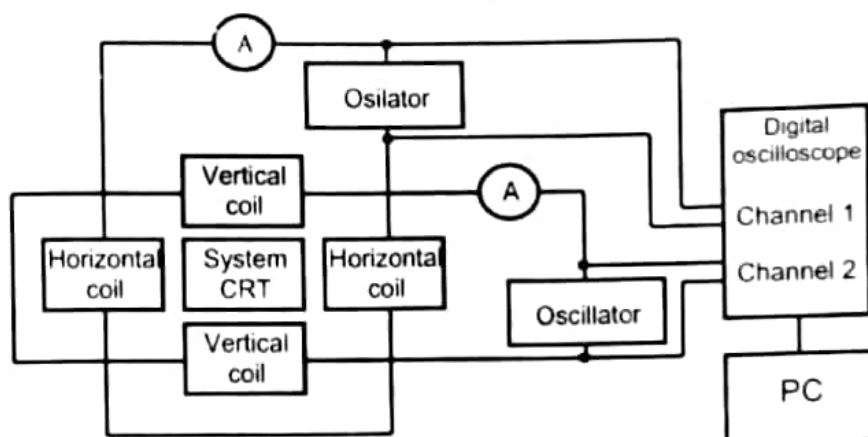 A
Osilator
Digital
oscilloscope
Vertical
coil
A
Channel 1
Horizontal
coil
System
CRT
Horizontal
coil
Channel 2
Oscillator
Vertical
coil
PC